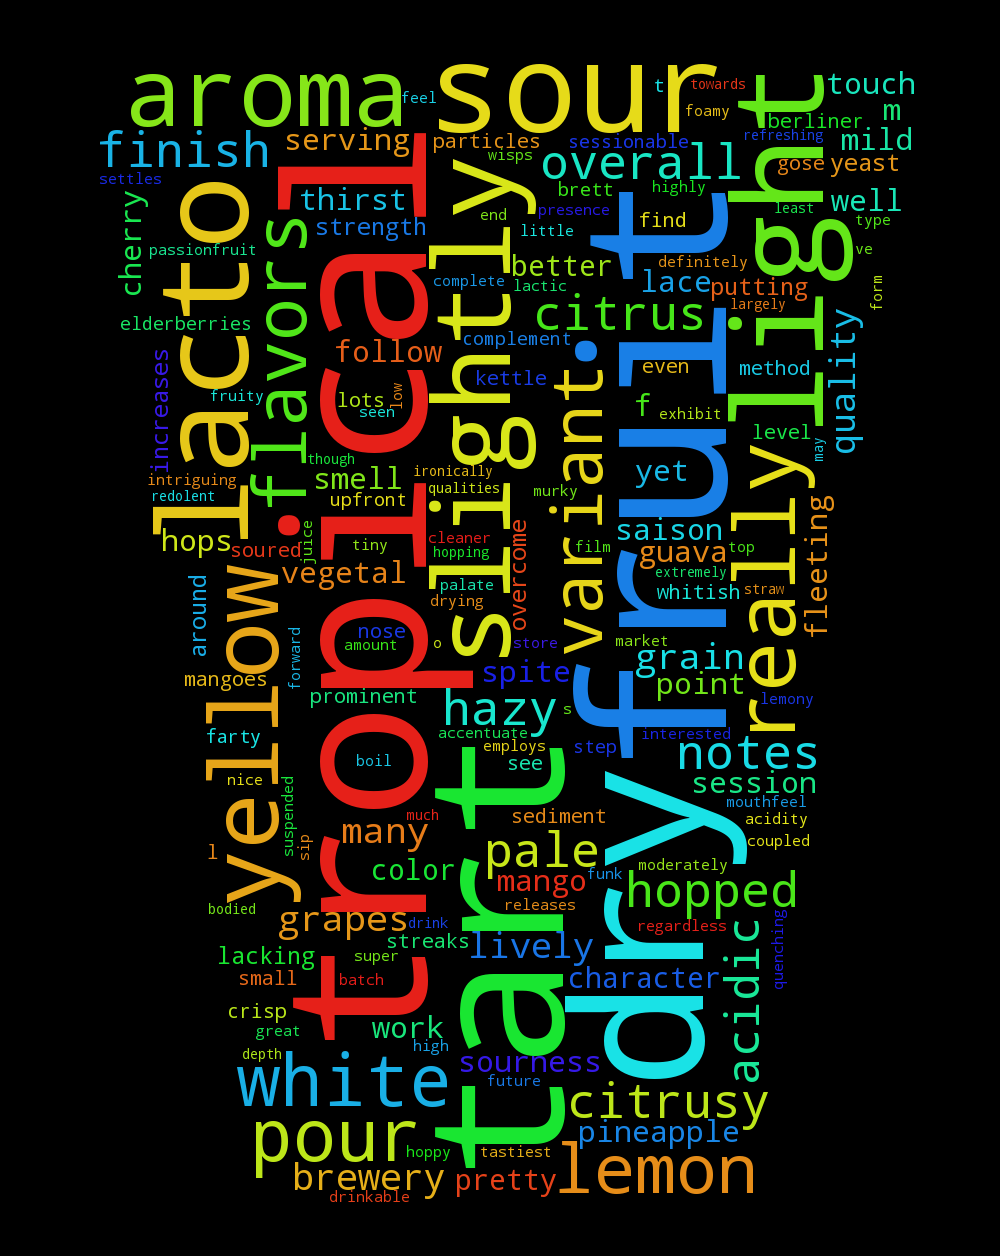 aroma
sour
feel
t
towards
touch
foamy
m
berliner
finish
serving
particles
sessionable
refreshing
mild
wisps
overall
gose
yeast
settles
thirst
brett
highly
light
well
cherry
strength
end
presence
find
least
type
little
passionfruit
better
definitely
ve
complete
lactic
lace
putting
form
elderberries
flavors
lacto
tropical
slightly
citrus
largely
complement
follow
even
method
quality
increases
kettle
fruity
lots
low
seen
f
exhibit
level
may
variant
fruit
though
intriguing
smell
ironically
yet
redolent
upfront
qualities
murky
really
hops
soured
juice
tiny
cleaner
hopping
overcome
saison
film
guava
top
fleeting
vegetal
palate
extremely
whitish
straw
drying
around
yellow
nose
amount
o
store
market
forward
mangoes
spite
grain
point
prominent
hazy
s
lemony
farty
accentuate
interested
boil
employs
step
notes
see
nice
session
suspended
mouthfeel
much
sediment
acidity
l
sip
many
tart
dry
coupled
pale
color
mango
funk
moderately
bodied
grapes
drink
releases
hopped
streaks
lively
regardless
acidic
quenching
lacking
super
small
batch
character
crisp
great
work
high
depth
sourness
white
future
citrusy
pour
hoppy
tastiest
pineapple
brewery
pretty
lemon
drinkable